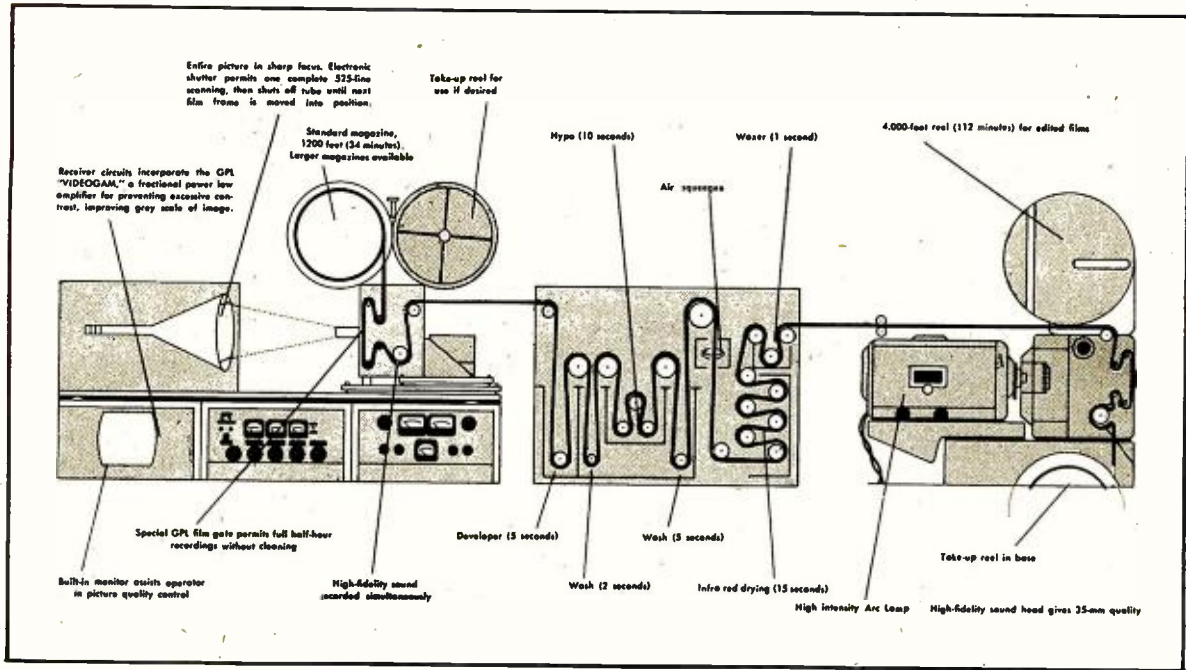 Entire picture in sharp focus. Electronic
shutter permits one complete 525-line
scanning, then shuts off tube until next
film frame is moved into position.
Take-up reel for
use if desired
Standard magazine,
1200 feet (34 minutes).
Larger magazines available
Receiver circuits incorporate the GPL
"VIDEOGAM," a fractional power law
amplifier for preventing excessive con-
trast, improving grey scale of image.
Hypo (10 seconds)
Waxer (1 second)
Air squeegee
4,000-foot reel (112 minutes) for edited films
Special GPL film gate permits full half-hour
recordings without cleaning
Built-in monitor assists operator
in picture quality control
High-fidelity sound
recorded simultaneously
Developer (5 seconds)
Wash (5 seconds)
Wash (2 seconds)
Infra red drying (15 seconds)
Take-up reel in base
High intensity Arc Lamp
High-fidelity sound head gives 35-mm quality